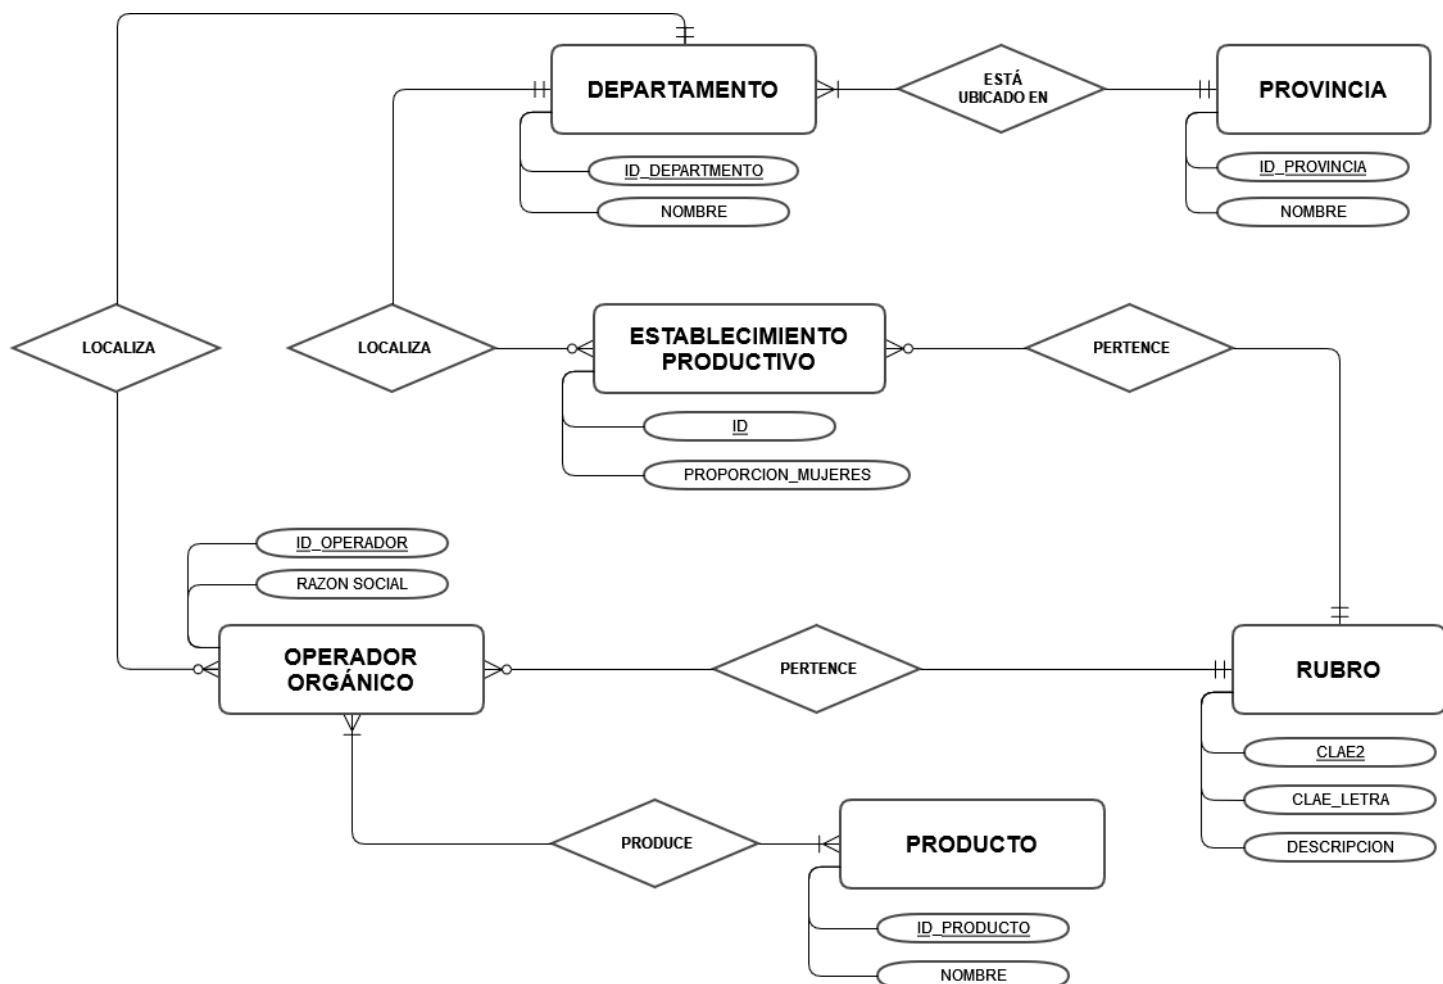 DEPARTAMENTO
ESTÁ
UBICADO EN
PROVINCIA
ID_DEPARTMENTO
NOMBRE
ID_PROVINCIA
NOMBRE
LOCALIZA
LOCALIZA
ESTABLECIMIENTO
PRODUCTIVO
PERTENCE
ID
PROPORCION_MUJERES
ID_OPERADOR
RAZON SOCIAL
OPERADOR
ORGÁNICO
PERTENCE
RUBRO
CLAE2
CLAE_LETRA
DESCRIPCION
PRODUCE
PRODUCTO
ID_PRODUCTO
NOMBRE